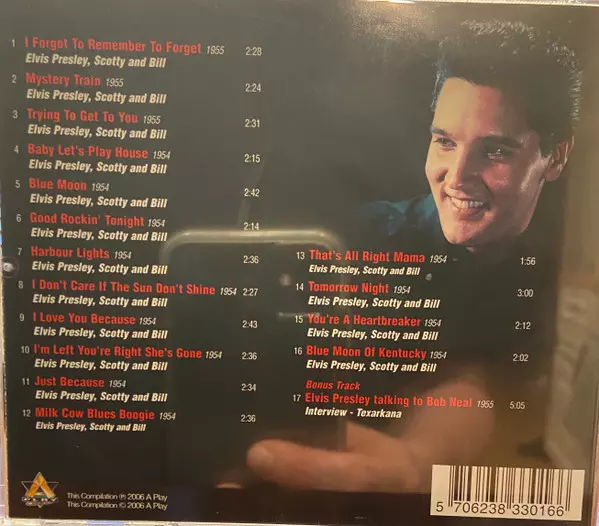 1 I Forgot To Remember To Forget 1955 2:28
Elvis Presley, Scotty and Bill
2 Mystery Train 1955 2:24
Elvis Presley, Scotty and Bill
3 Trying To Get To You 1955 2:31
Elvis Presley, Scotty and Bill
4 Baby Let's Play House 1954 2:15
Elvis Presley, Scotty and Bill
5 Blue Moon 1954 2:42
Elvis Presley, Scotty and Bill
6 Good Rockin' Tonight 1954 2:14
Elvis Presley, Scotty and Bill
7 Harbour Lights 1954 2:36
Elvis Presley, Scotty and Bill
8 I Don't Care If The Sun Don't Shine 1954 2:27
Elvis Presley, Scotty and Bill
9 I Love You Because 1954 2:43
Elvis Presley, Scotty and Bill
10 I'm Left You're Right She's Gone 1954 2:36
Elvis Presley, Scotty and Bill
11 Just Because 1954 2:34
Elvis Presley, Scotty and Bill
12 Milk Cow Blues Boogie 1954 2:36
Elvis Presley, Scotty and Bill
13 That's All Right Mama 1954 1:56
Elvis Presley, Scotty and Bill
14 Tomorrow Night 1954 3:00
Elvis Presley, Scotty and Bill
15 You're A Heartbreaker 1954 2:12
Elvis Presley, Scotty and Bill
16 Blue Moon Of Kentucky 1954 2:02
Elvis Presley, Scotty and Bill
Bonus Track
17 Elvis Presley talking to Bob Neal 1955 5:05
Interview - Texarkana
A
PLAY
This Compilation ℗ 2006 A Play
This Compilation © 2006 A Play
5 706238 330166